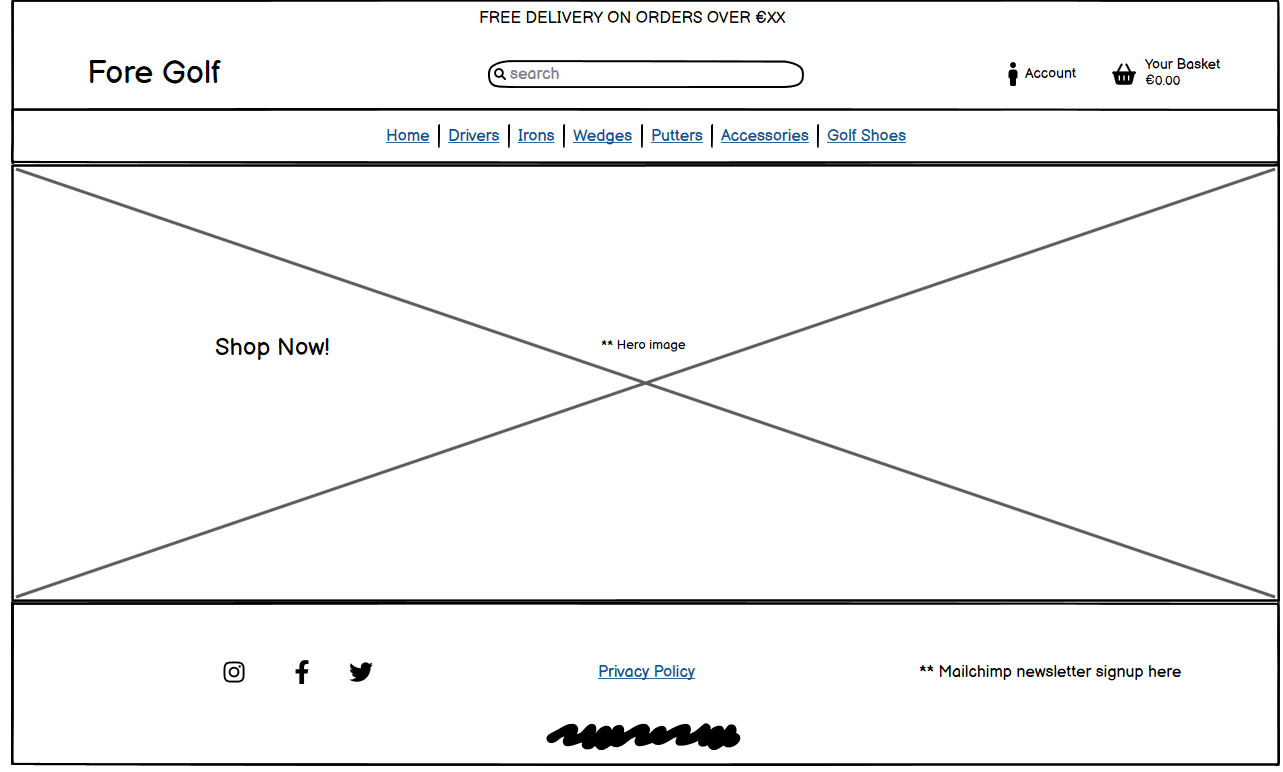 FREE DELIVERY ON ORDERS OVER €XX
Fore Golf
search
Account
Your Basket
€0.00
Home Drivers Irons Wedges Putters Accessories Golf Shoes
Shop Now!
** Hero image
Privacy Policy
** Mailchimp newsletter signup here